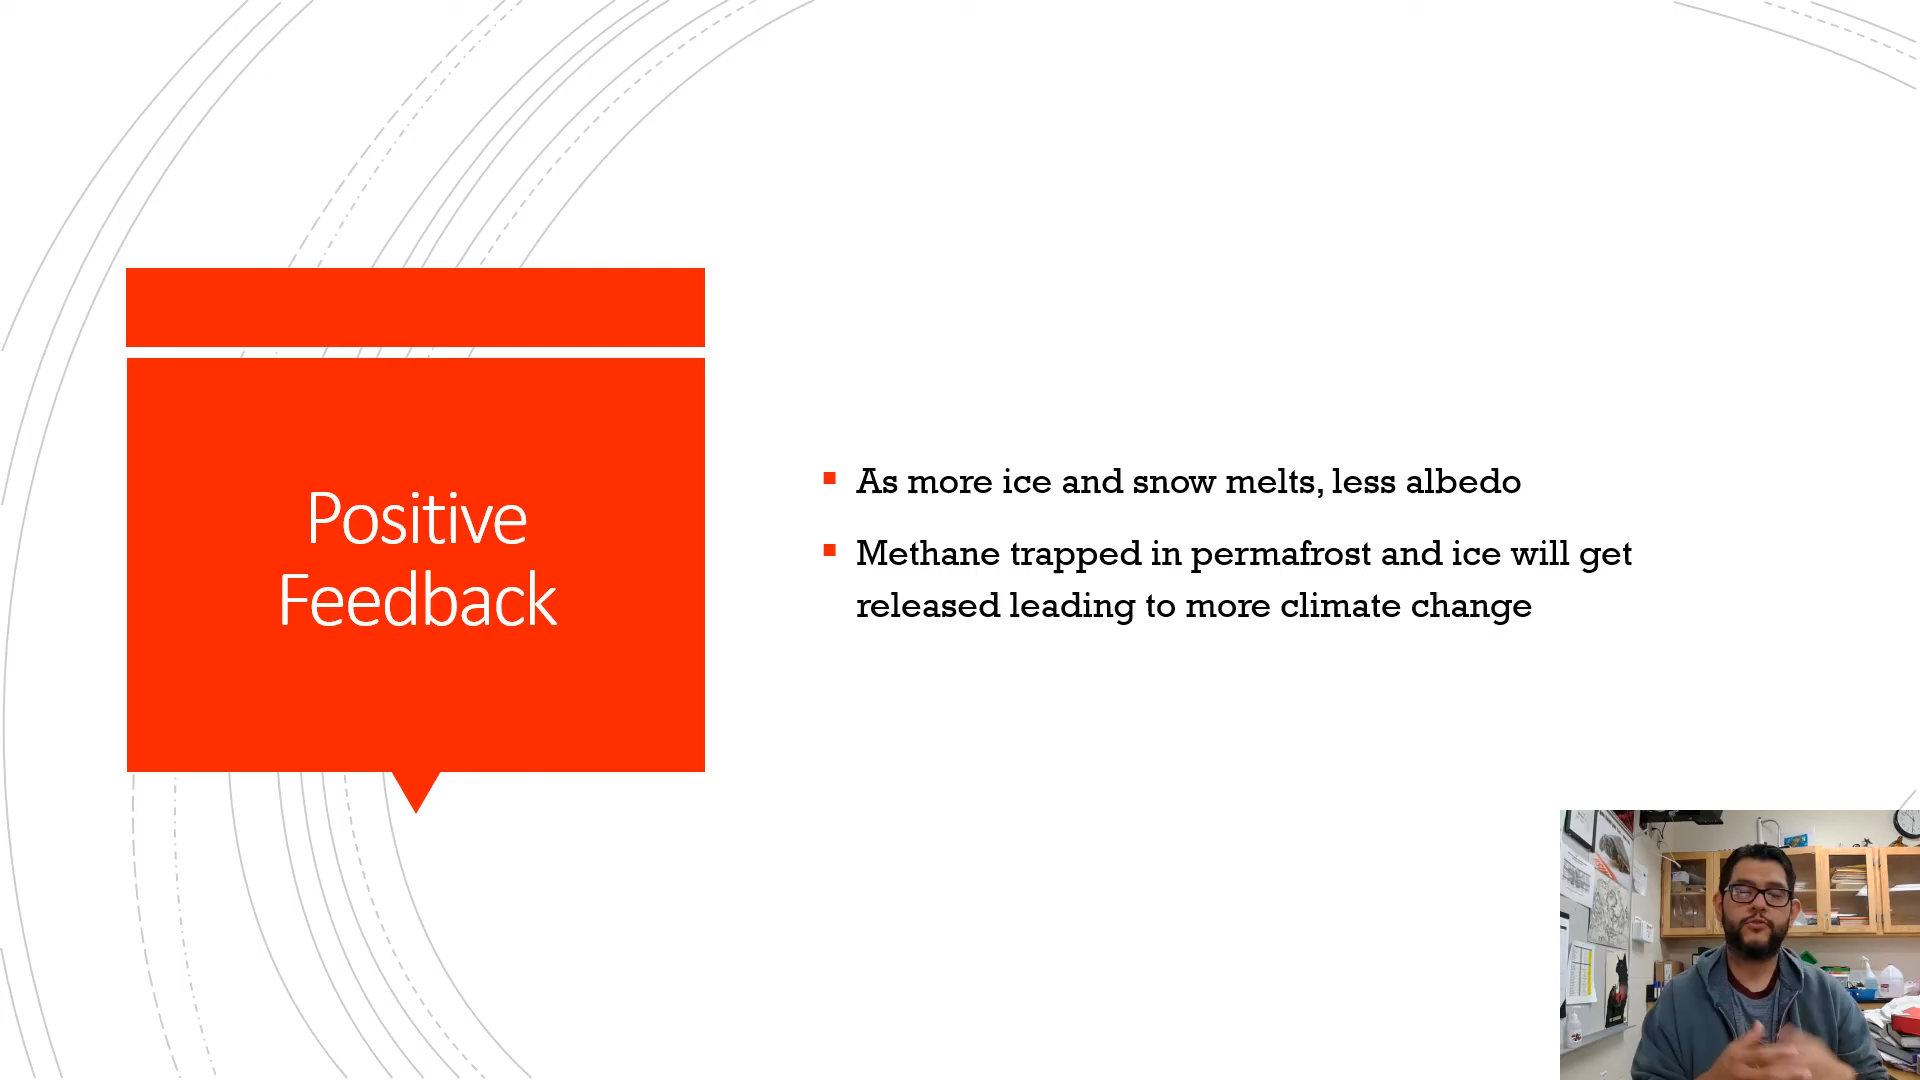 Positive
Feedback
As more ice and snow melts, less albedo
Methane trapped in permafrost and ice will get
released leading to more climate change